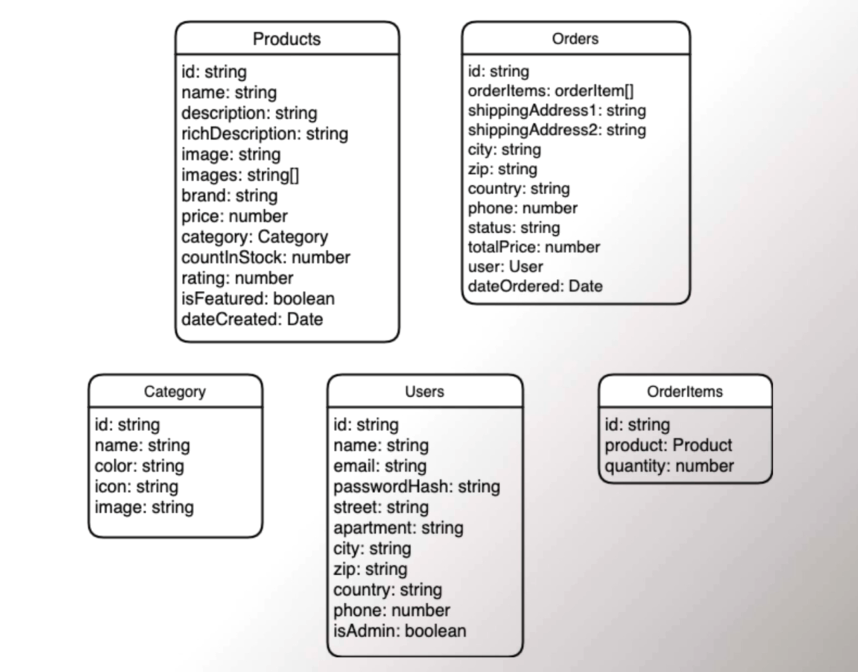 Products
id: string
name: string
description: string
richDescription: string
image: string
images: string[]
brand: string
price: number
category: Category
countInStock: number
rating: number
isFeatured: boolean
dateCreated: Date
Orders
id: string
orderItems: orderItem[]
shippingAddress1: string
shippingAddress2: string
city: string
zip: string
country: string
phone: number
status: string
totalPrice: number
user: User
dateOrdered: Date
Category
id: string
name: string
color: string
icon: string
image: string
Users
id: string
name: string
email: string
passwordHash: string
street: string
apartment: string
city: string
zip: string
country: string
phone: number
isAdmin: boolean
OrderItems
id: string
product: Product
quantity: number